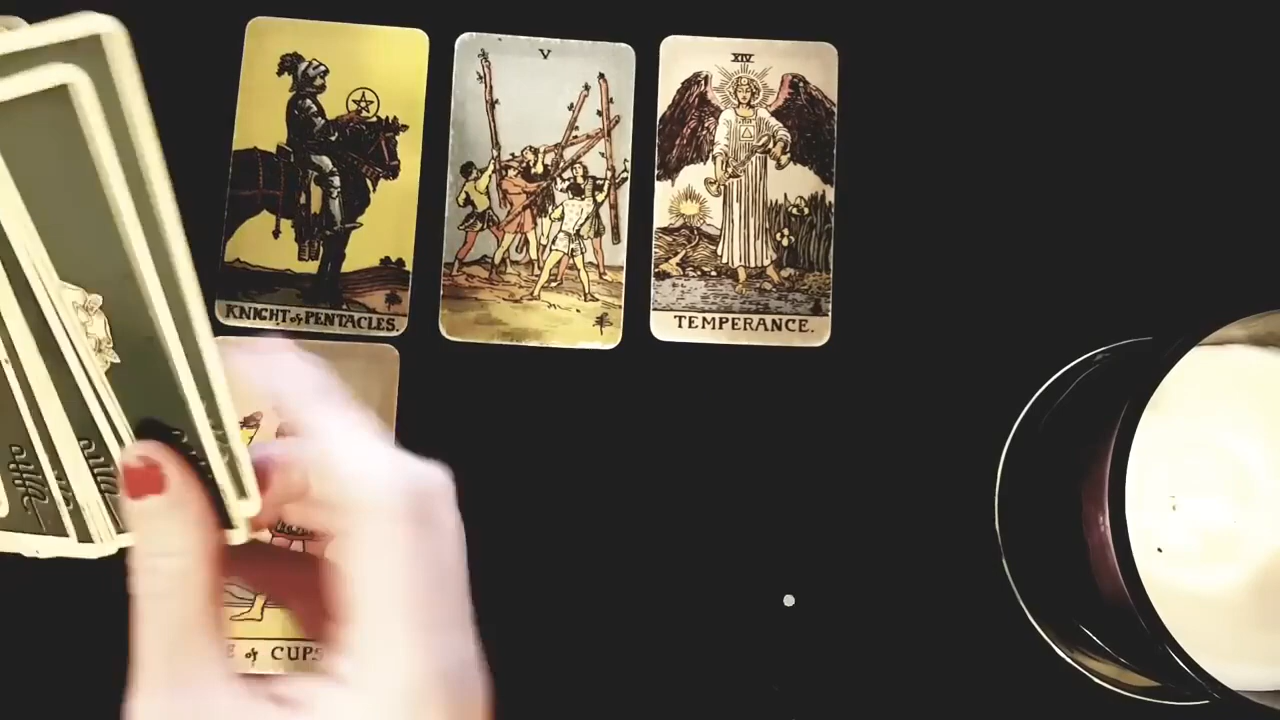 KNIGHT of PENTACLES.
V
XIV
TEMPERANCE.
of CUPS